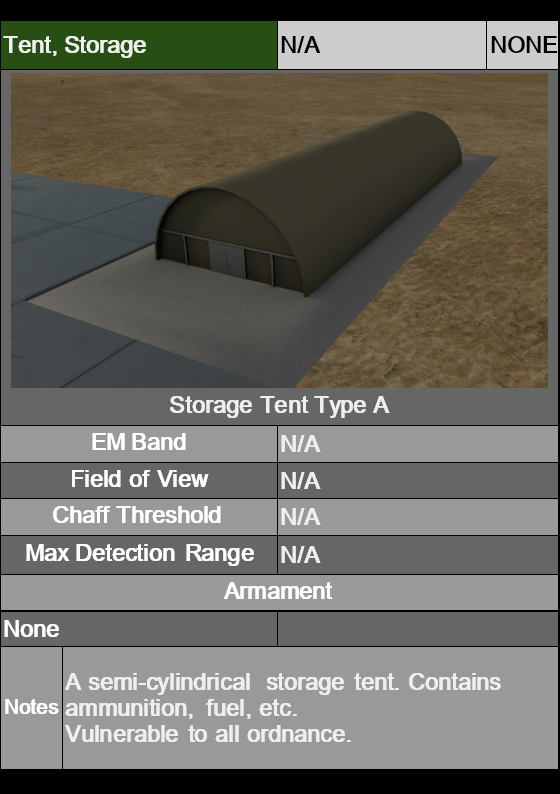 Tent, Storage N/A NONE
Storage Tent Type A
EM Band N/A
Field of View N/A
Chaff Threshold N/A
Max Detection Range N/A
Armament
None
Notes
A semi-cylindrical storage tent. Contains
ammunition, fuel, etc.
Vulnerable to all ordnance.